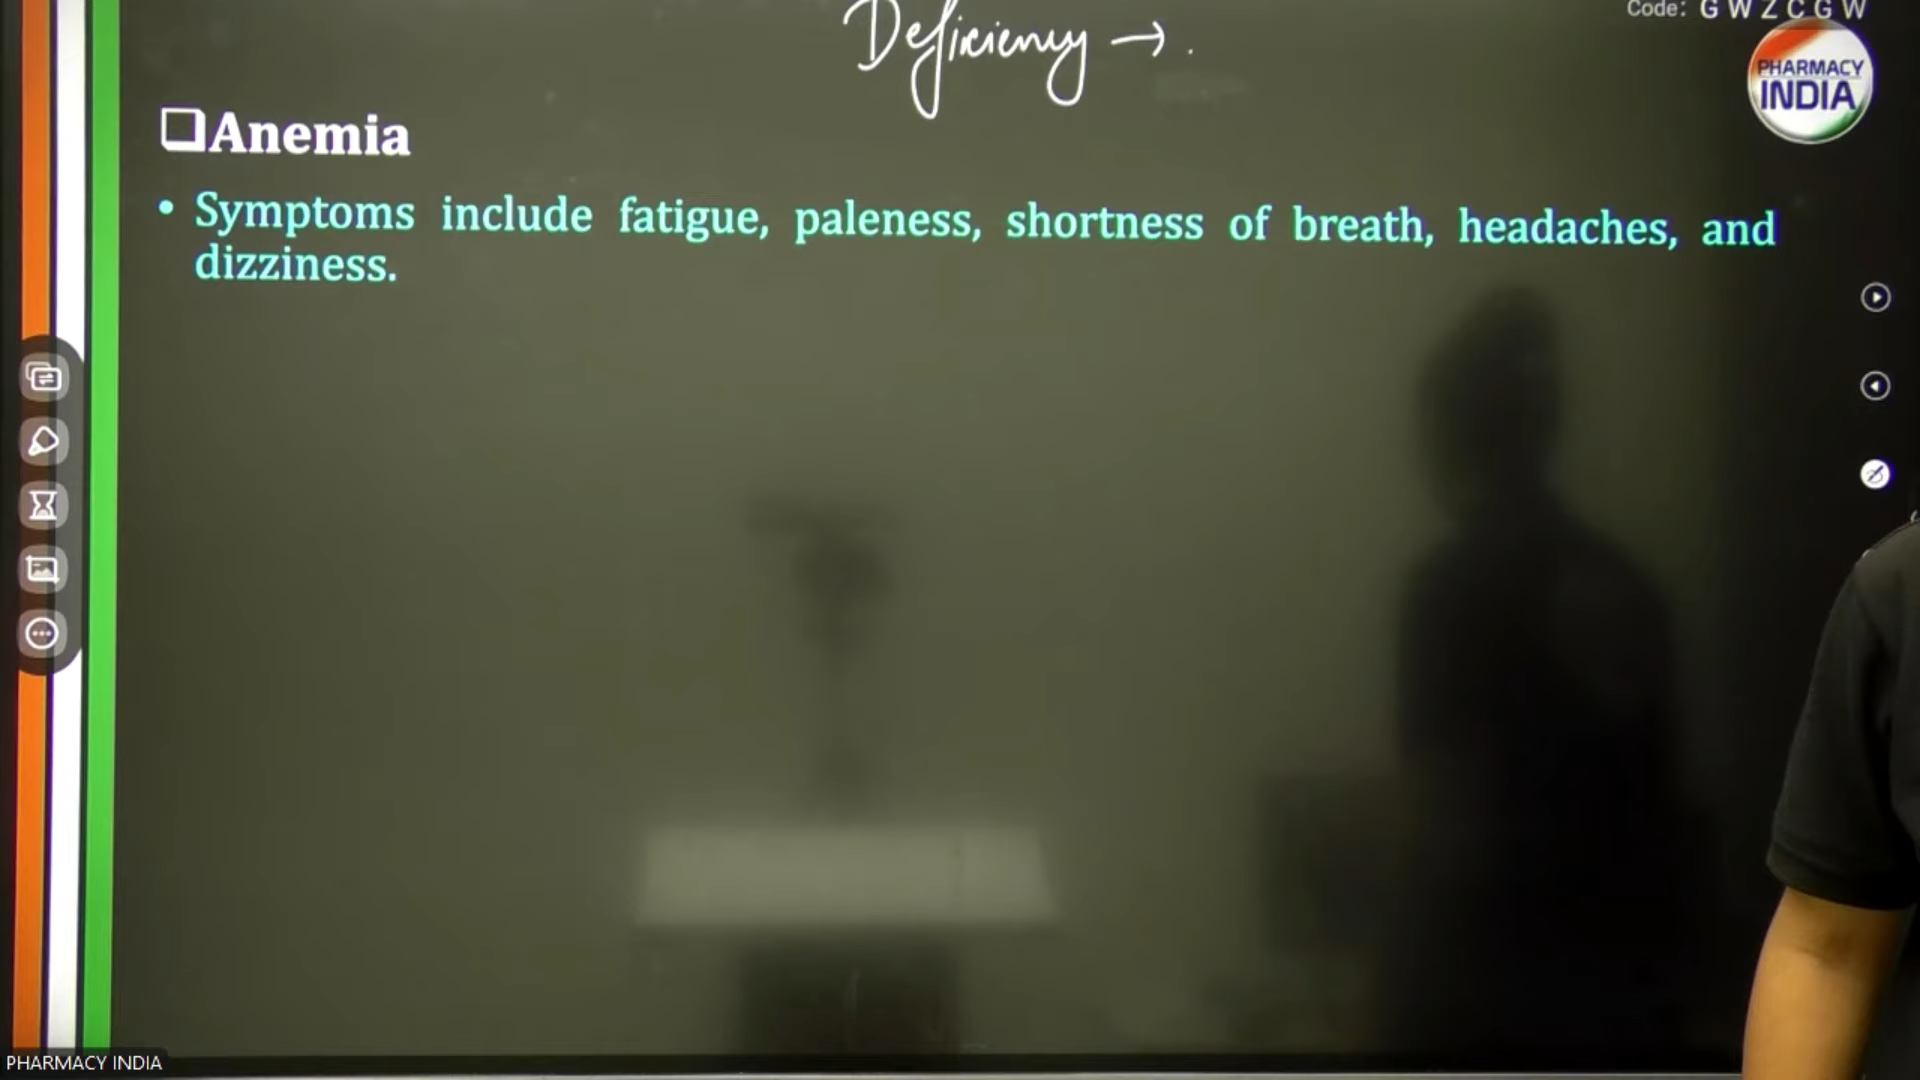 Code: G W Z C G W
Deficiency → .
PHARMACY
INDIA
❑Anemia
• Symptoms include fatigue, paleness, shortness of breath, headaches, and
dizziness.
PHARMACY INDIA